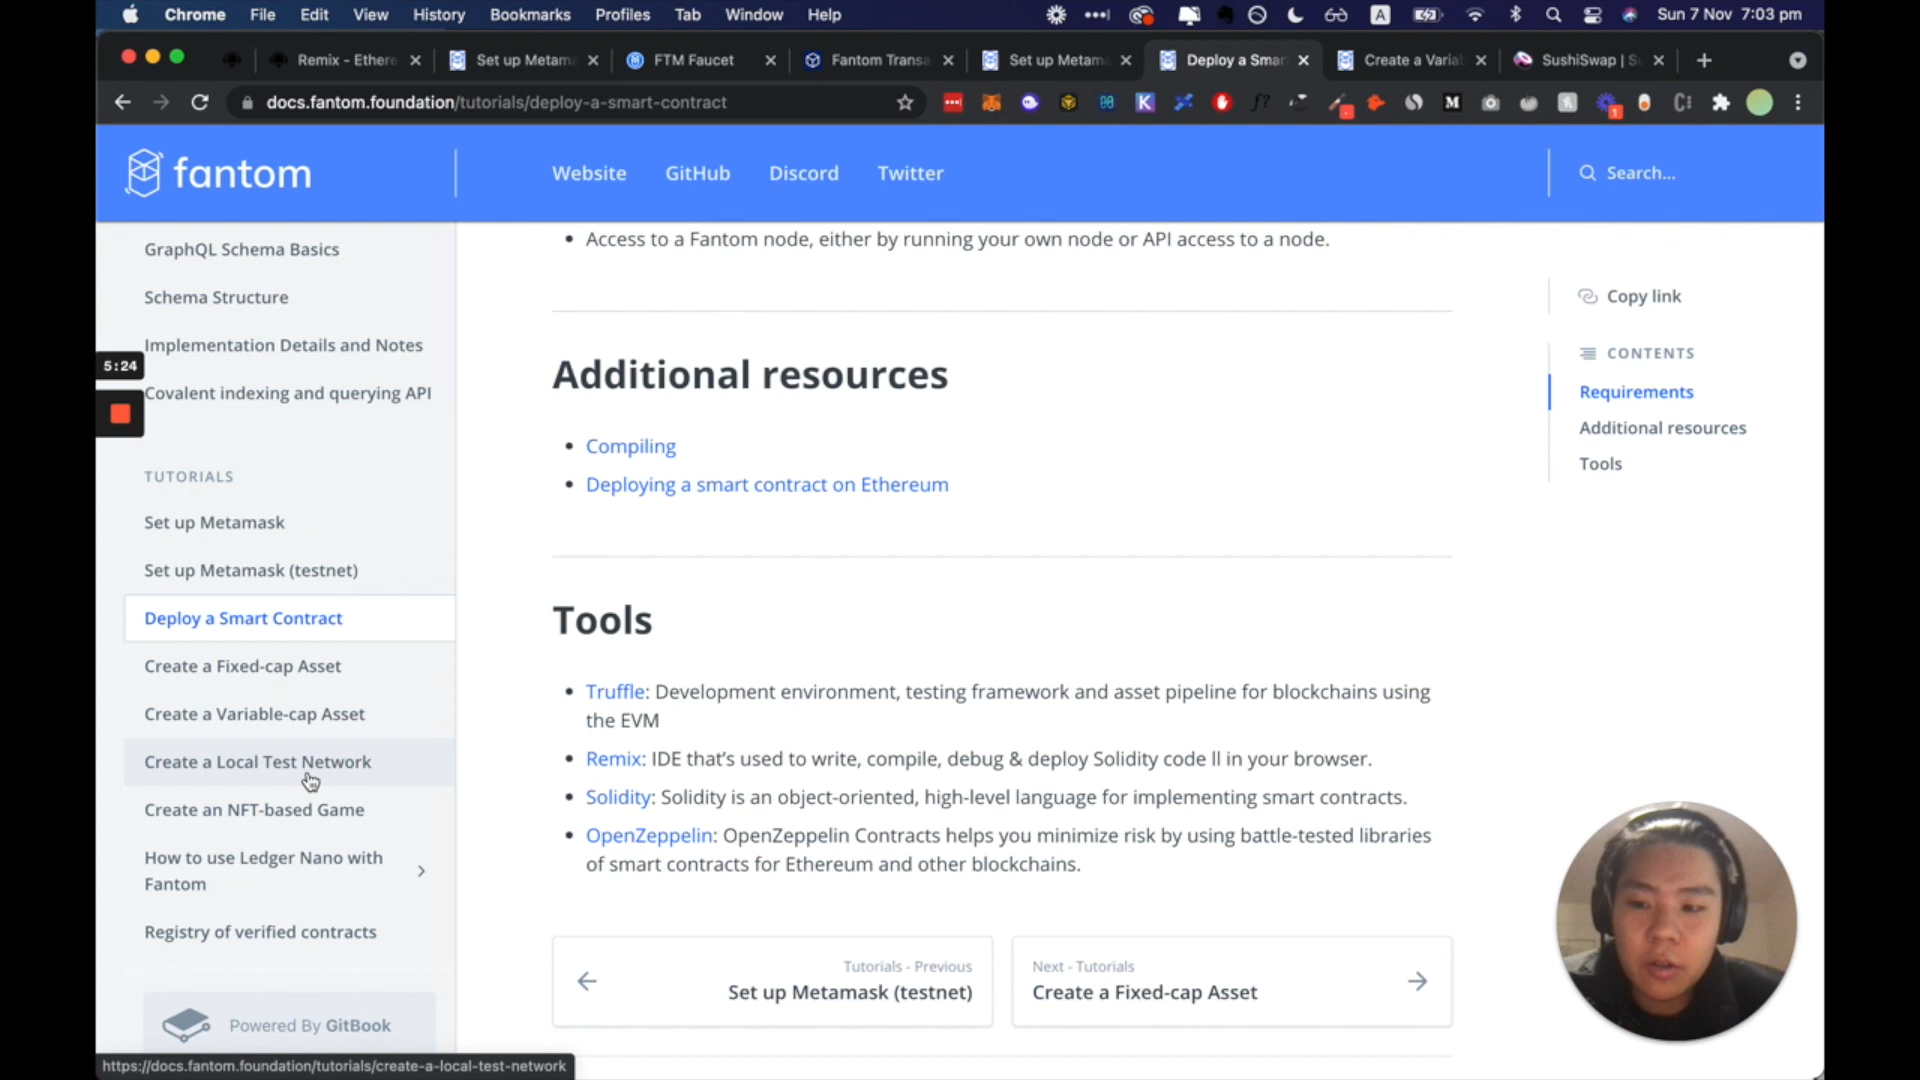 Chrome File Edit View History Bookmarks Profiles Tab Window Help A Sun 7 Nov 7:03 pm
Remix - Ethere Set up Metam FTM Faucet Fantom Transa Set up Metam Deploy a Smar Create a Varia SushiSwap | S
docs.fantom.foundation/tutorials/deploy-a-smart-contract
fantom
Website GitHub Discord Twitter
Search...
GraphQL Schema Basics
Schema Structure
Implementation Details and Notes
5:24
Covalent indexing and querying API
TUTORIALS
Set up Metamask
Set up Metamask (testnet)
Deploy a Smart Contract
Create a Fixed-cap Asset
Create a Variable-cap Asset
Create a Local Test Network
Create an NFT-based Game
How to use Ledger Nano with
Fantom
Registry of verified contracts
Powered By GitBook
Access to a Fantom node, either by running your own node or API access to a node.
Additional resources
Compiling
Deploying a smart contract on Ethereum
Tools
Truffle: Development environment, testing framework and asset pipeline for blockchains using
the EVM
Remix: IDE that's used to write, compile, debug & deploy Solidity code ll in your browser.
Solidity: Solidity is an object-oriented, high-level language for implementing smart contracts.
OpenZeppelin: OpenZeppelin Contracts helps you minimize risk by using battle-tested libraries
of smart contracts for Ethereum and other blockchains.
Tutorials - Previous
Set up Metamask (testnet)
Next - Tutorials
Create a Fixed-cap Asset
Copy link
CONTENTS
Requirements
Additional resources
Tools
https://docs.fantom.foundation/tutorials/create-a-local-test-network